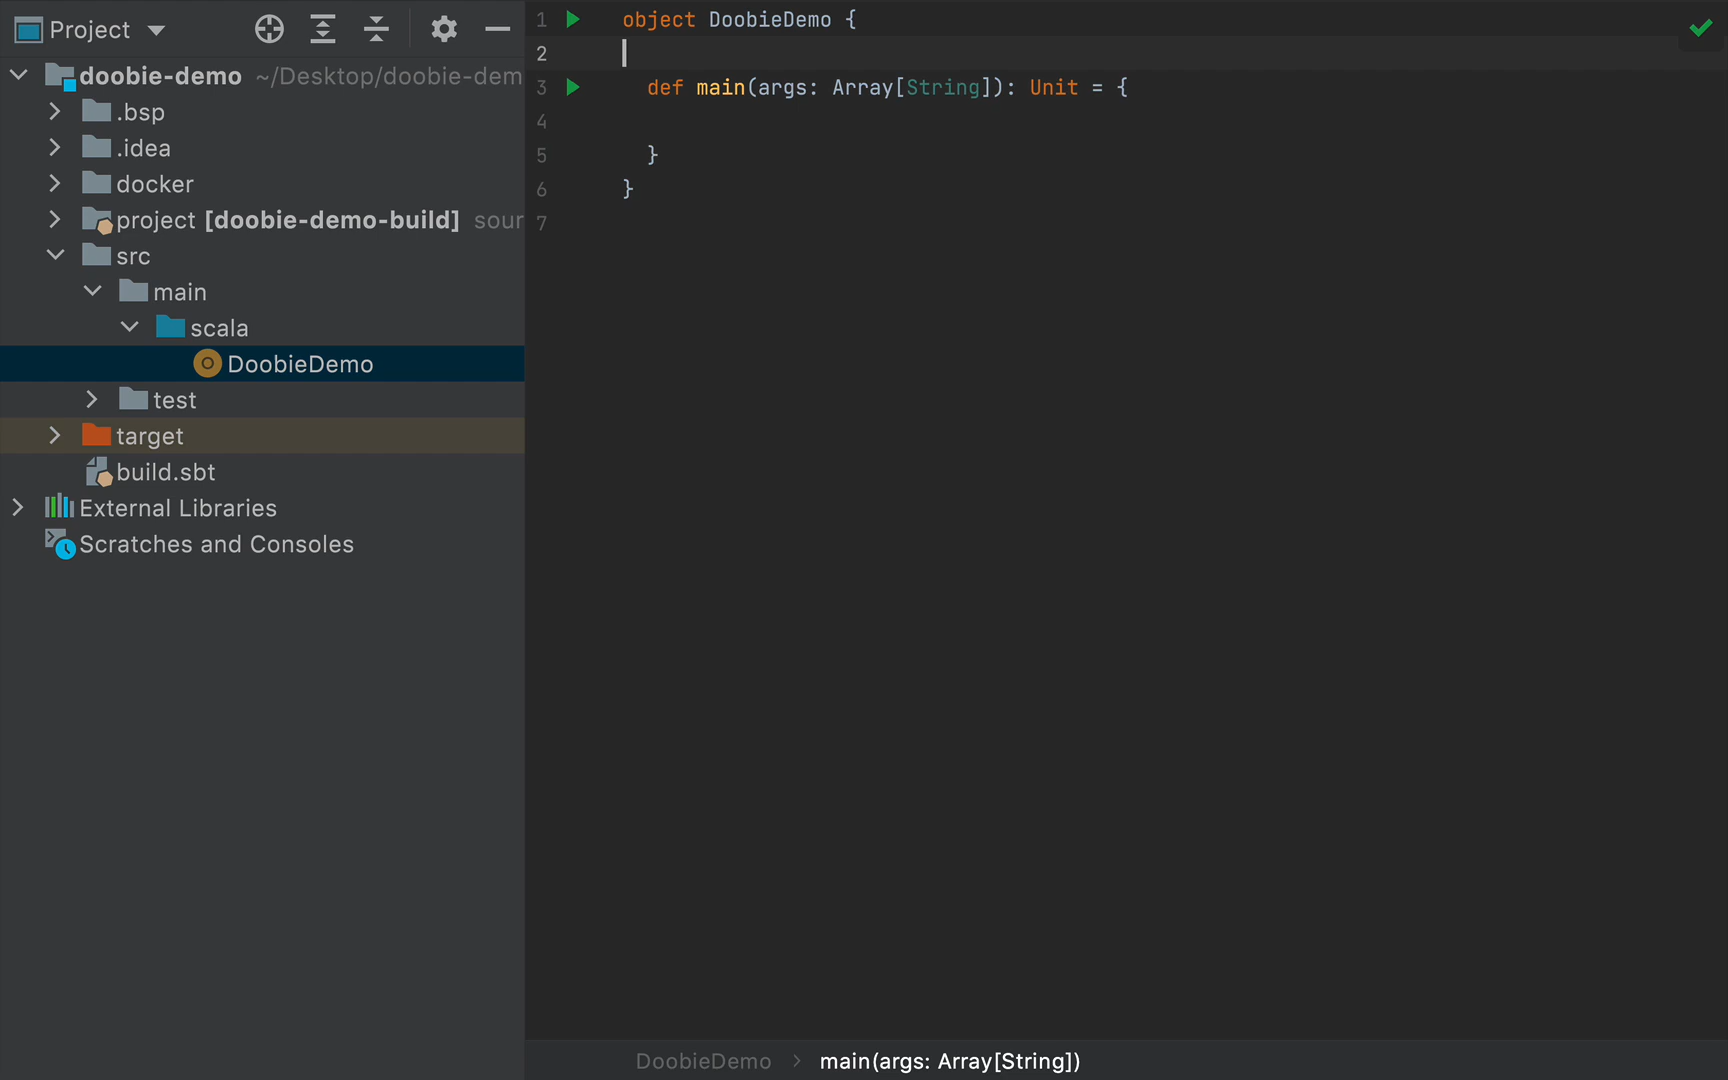 Project
doobie-demo ~/Desktop/doobie-dem
.bsp
.idea
docker
project [doobie-demo-build] sour
src
main
scala
DoobieDemo
test
target
build.sbt
External Libraries
Scratches and Consoles
1 object DoobieDemo {
2
3 def main(args: Array[String]): Unit = {
4
5 }
6 }
7
DoobieDemo > main(args: Array[String])